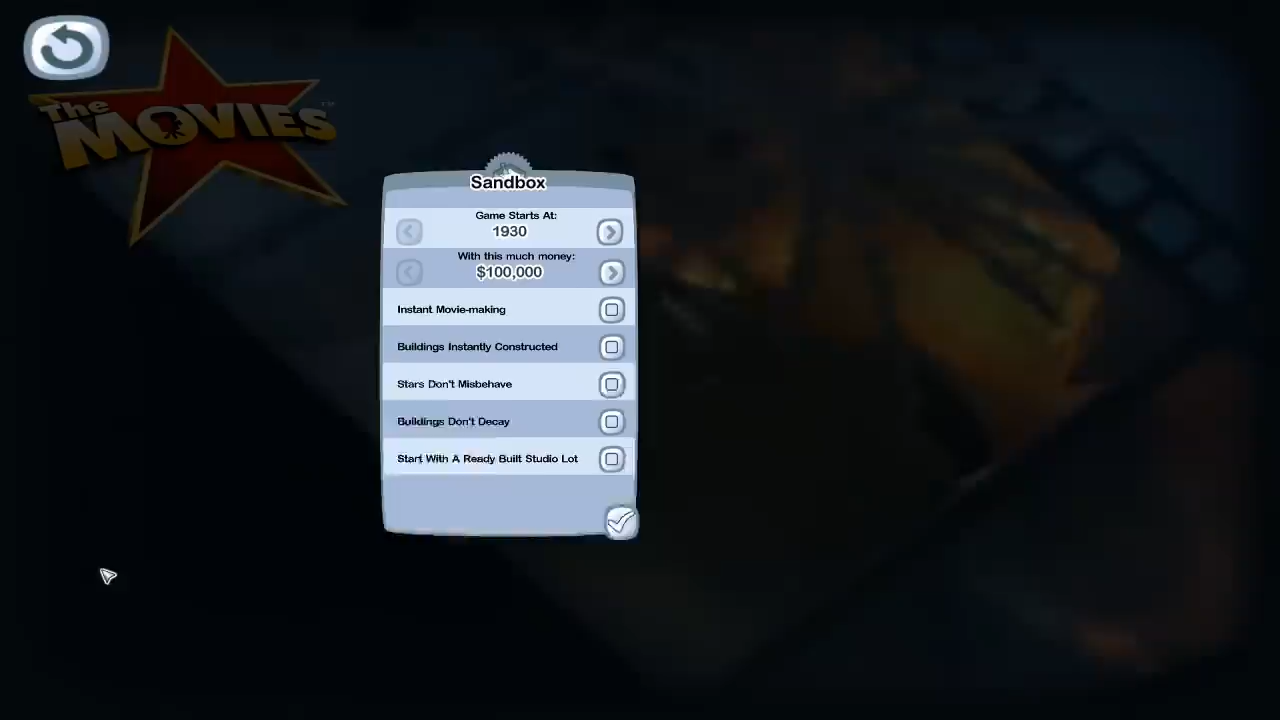 The
MOVIES™
Sandbox
Game Starts At:
1930
With this much money:
$100,000
Instant Movie-making
Buildings Instantly Constructed
Stars Don't Misbehave
Buildings Don't Decay
Start With A Ready Built Studio Lot